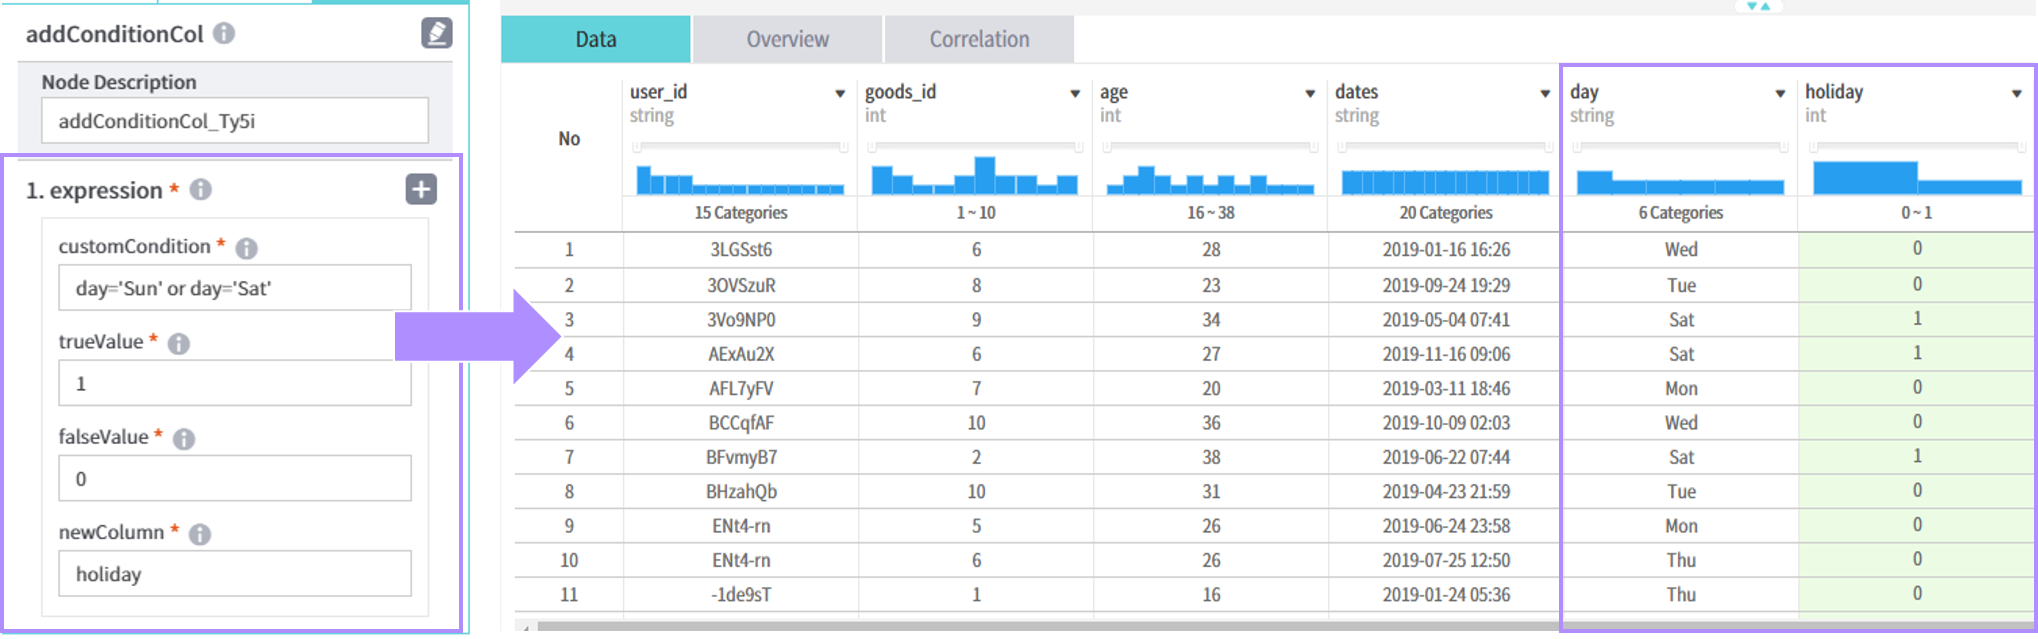 addConditionCol
Node Description
addConditionCol_Ty5i
1. expression *
customCondition *
day='Sun' or day='Sat'
trueValue *
1
falseValue *
0
newColumn *
holiday
Data Overview Correlation
No user_id goods_id age dates day holiday
string int int string string int
15 Categories 1 ~ 10 16 ~ 38 20 Categories 6 Categories 0 ~ 1
1 3LGSst6 6 28 2019-01-16 16:26 Wed 0
2 3OVSzuR 8 23 2019-09-24 19:29 Tue 0
3 3Vo9NP0 9 34 2019-05-04 07:41 Sat 1
4 AExAu2X 6 27 2019-11-16 09:06 Sat 1
5 AFL7yFV 7 20 2019-03-11 18:46 Mon 0
6 BCCqfAF 10 36 2019-10-09 02:03 Wed 0
7 BFvmyB7 2 38 2019-06-22 07:44 Sat 1
8 BHzahQb 10 31 2019-04-23 21:59 Tue 0
9 ENt4-rn 5 26 2019-06-24 23:58 Mon 0
10 ENt4-rn 6 26 2019-07-25 12:50 Thu 0
11 -1de9sT 1 16 2019-01-24 05:36 Thu 0